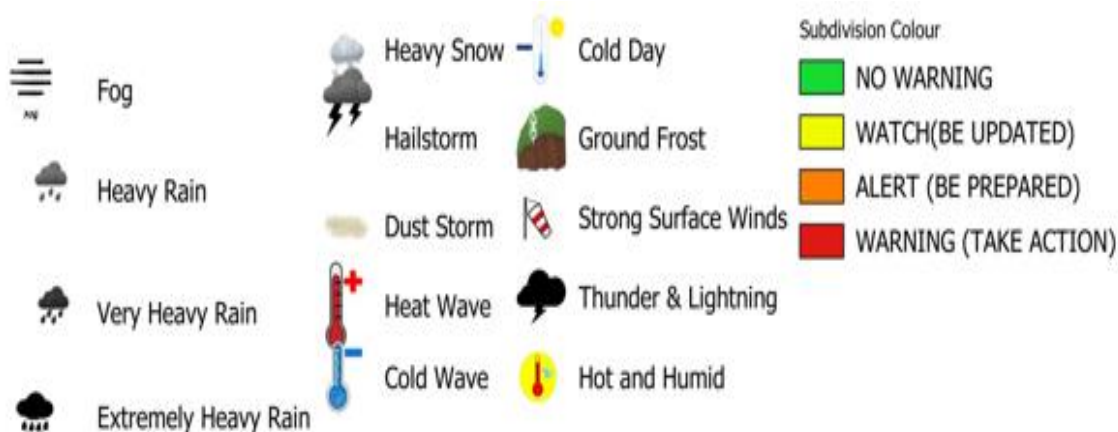 Fog
Heavy Rain
Very Heavy Rain
Extremely Heavy Rain
Heavy Snow
Hailstorm
Dust Storm
Heat Wave
Cold Wave
Cold Day
Ground Frost
Strong Surface Winds
Thunder & Lightning
Hot and Humid
Subdivision Colour
NO WARNING
WATCH(BE UPDATED)
ALERT (BE PREPARED)
WARNING (TAKE ACTION)